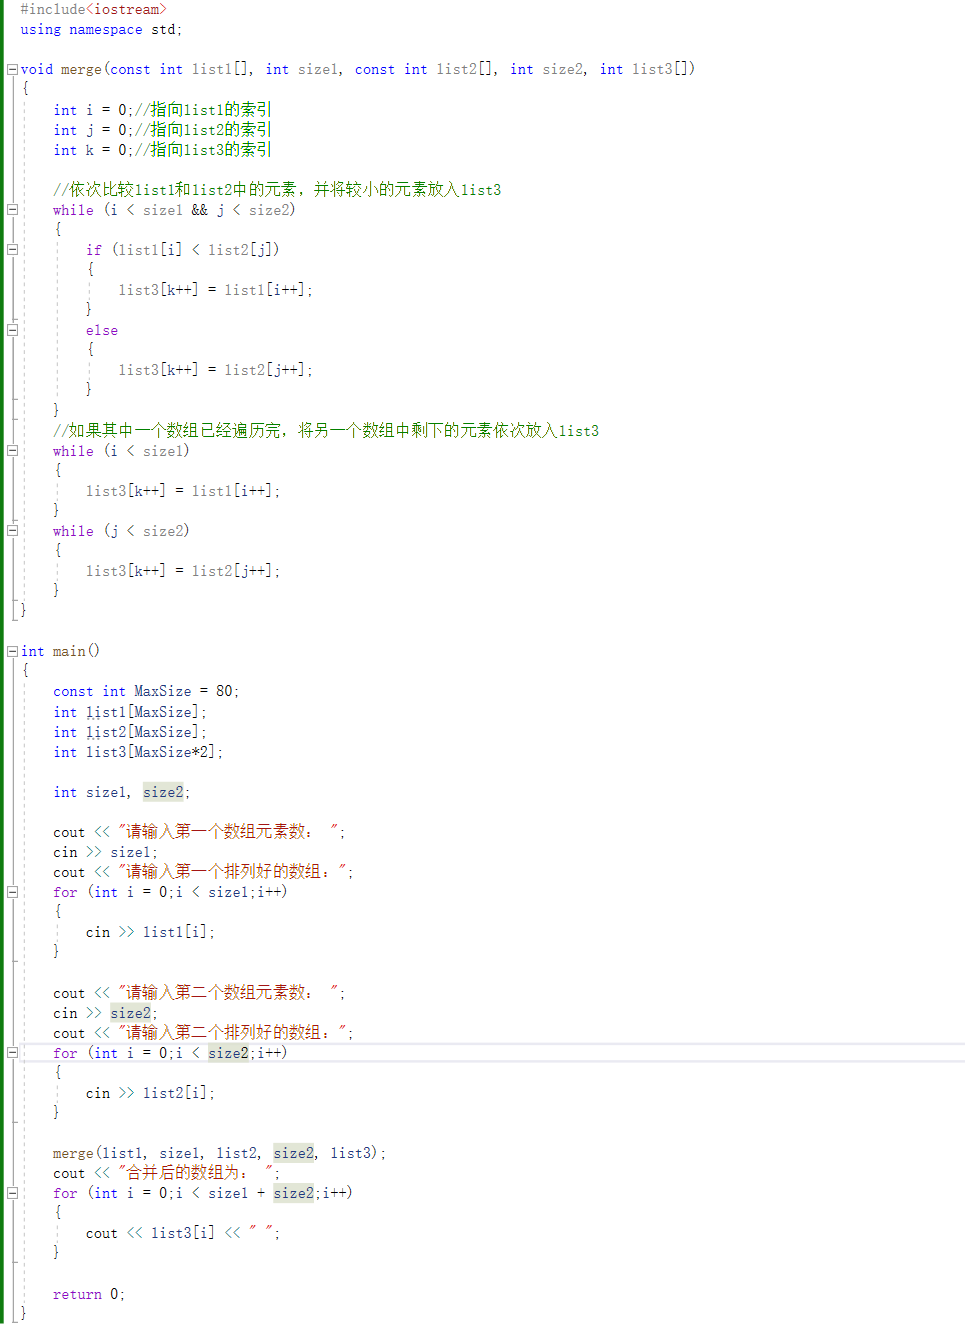 #include<iostream>
using namespace std;
void merge(const int list1[], int size1, const int list2[], int size2, int list3[])
{
int i = 0;//指向list1的索引
int j = 0;//指向list2的索引
int k = 0;//指向list3的索引
//依次比较list1和list2中的元素，并将较小的元素放入list3
while (i < size1 && j < size2)
{
if (list1[i] < list2[j])
{
list3[k++] = list1[i++];
}
else
{
list3[k++] = list2[j++];
}
}
//如果其中一个数组已经遍历完，将另一个数组中剩下的元素依次放入list3
while (i < size1)
{
list3[k++] = list1[i++];
}
while (j < size2)
{
list3[k++] = list2[j++];
}
}
int main()
{
const int MaxSize = 80;
int list1[MaxSize];
int list2[MaxSize];
int list3[MaxSize*2];
int size1, size2;
cout << "请输入第一个数组元素数： ";
cin >> size1;
cout << "请输入第一个排列好的数组：";
for (int i = 0;i < size1;i++)
{
cin >> list1[i];
}
cout << "请输入第二个数组元素数： ";
cin >> size2;
cout << "请输入第二个排列好的数组：";
for (int i = 0;i < size2;i++)
{
cin >> list2[i];
}
merge(list1, size1, list2, size2, list3);
cout << "合并后的数组为： ";
for (int i = 0;i < size1 + size2;i++)
{
cout << list3[i] << " ";
}
return 0;
}